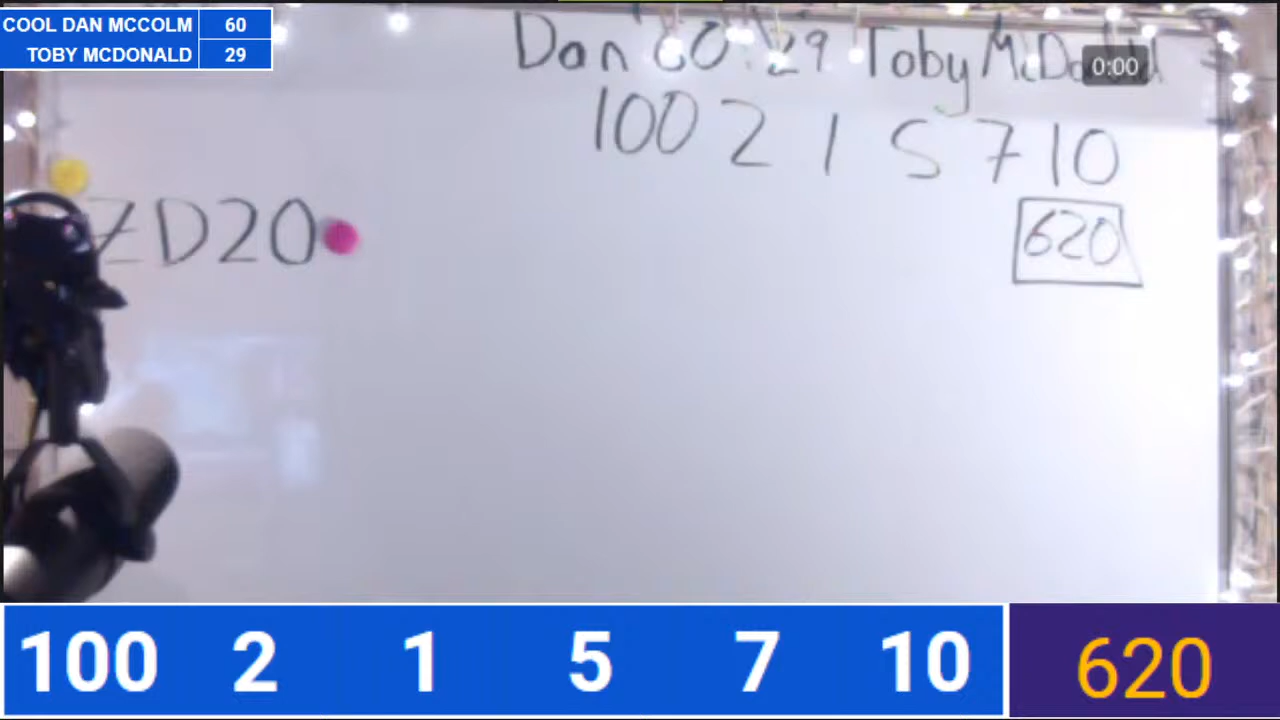 COOL DAN MCCOLM 60
TOBY MCDONALD 29
Dan 60:29 Toby McDonald
0:00
100 2 1 5 7 10
620
ZD20
100 2 1 5 7 10 620